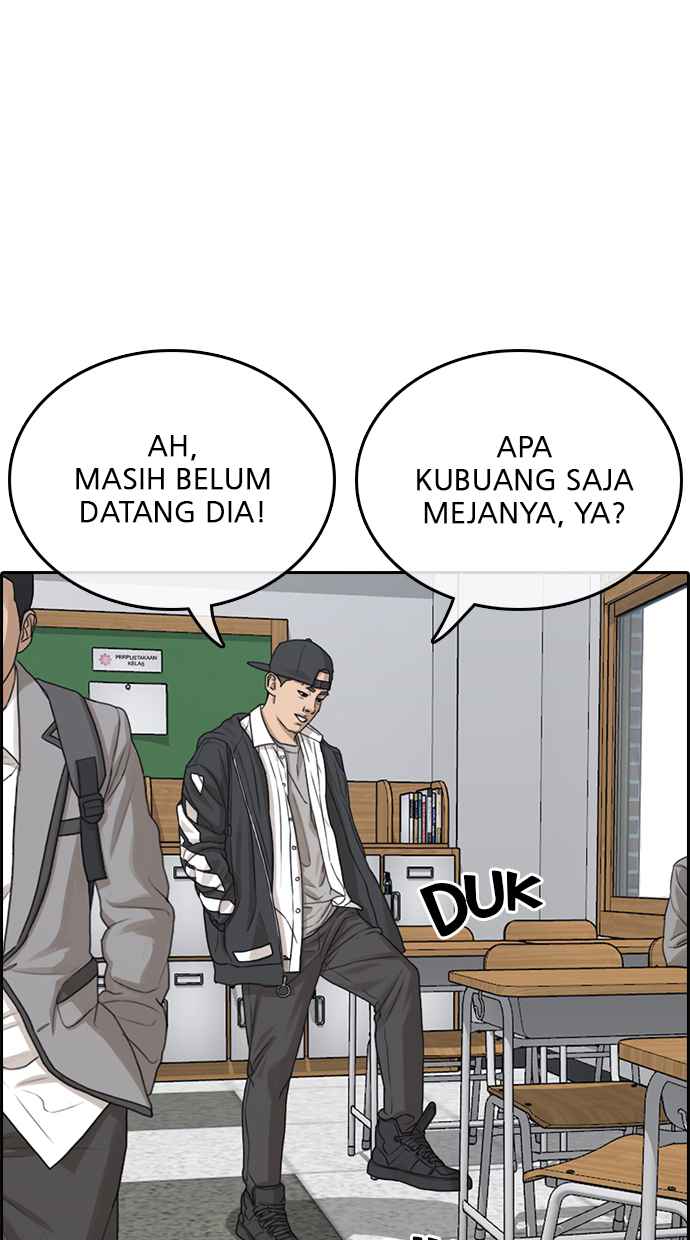 AH,
MASIH BELUM
DATANG DIA!
APA
KUBUANG SAJA
MEJANYA, YA?
PERPUSTAKAAN
KELAS
DUK